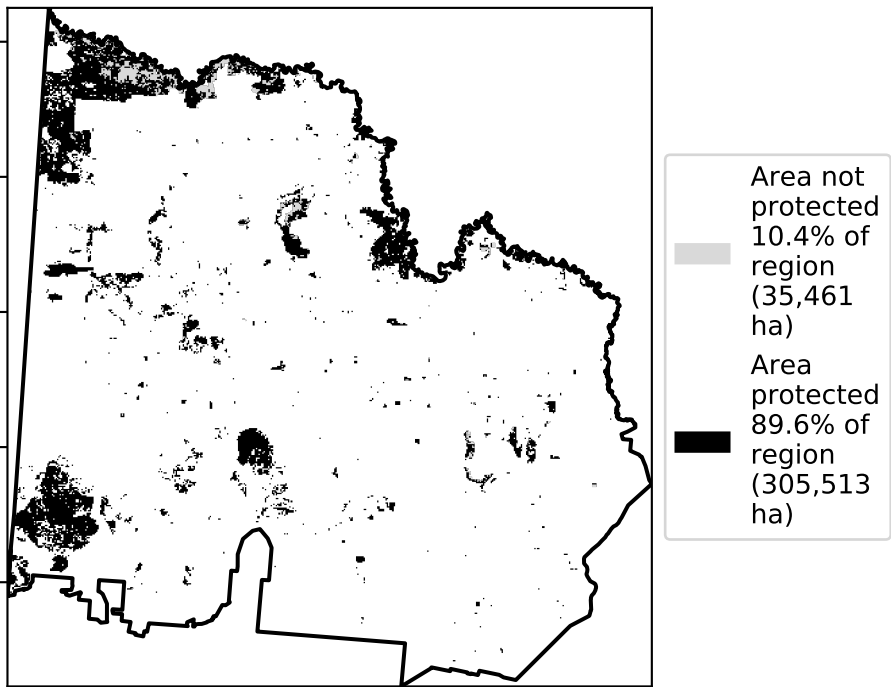 Area not
protected
10.4% of
region
(35,461
ha)
Area
protected
89.6% of
region
(305,513
ha)